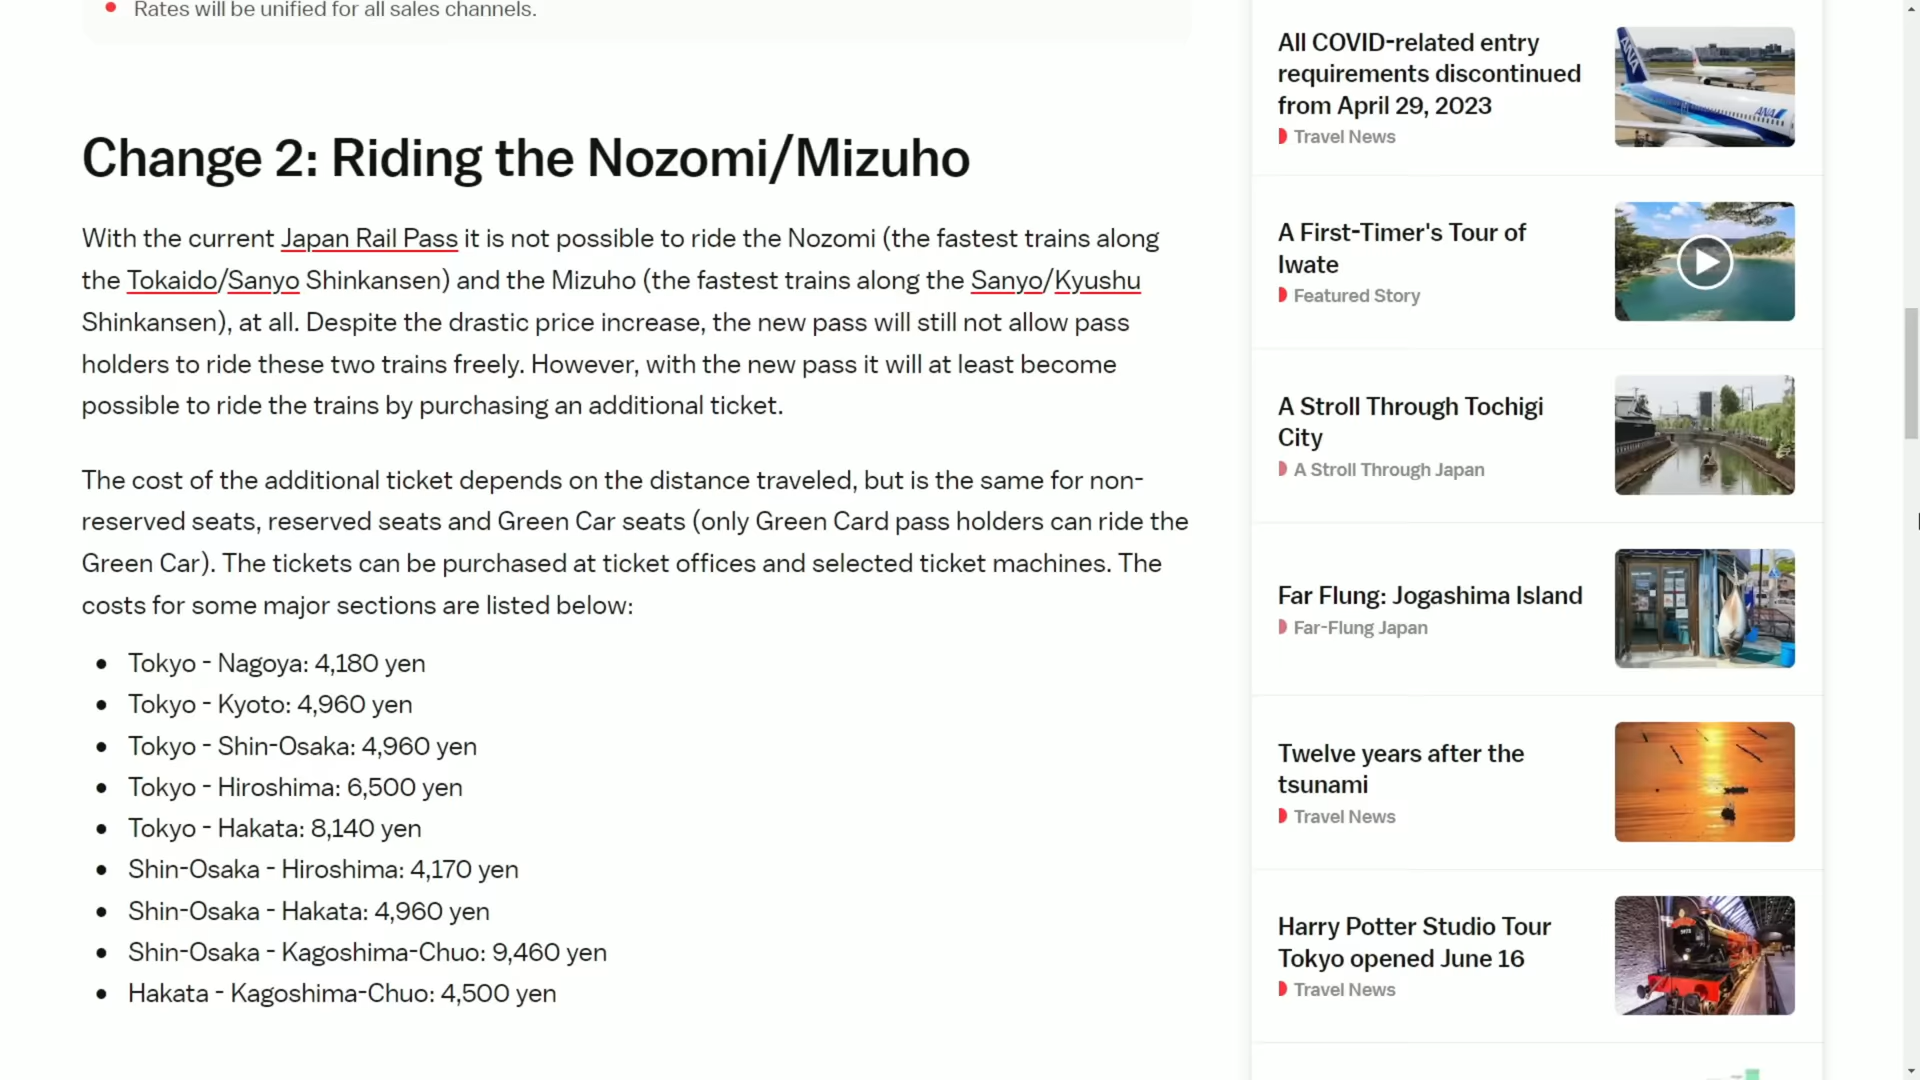 Rates will be unified for all sales channels.
Change 2: Riding the Nozomi/Mizuho
With the current Japan Rail Pass it is not possible to ride the Nozomi (the fastest trains along
the Tokaido/Sanyo Shinkansen) and the Mizuho (the fastest trains along the Sanyo/Kyushu
Shinkansen), at all. Despite the drastic price increase, the new pass will still not allow pass
holders to ride these two trains freely. However, with the new pass it will at least become
possible to ride the trains by purchasing an additional ticket.
The cost of the additional ticket depends on the distance traveled, but is the same for non-
reserved seats, reserved seats and Green Car seats (only Green Card pass holders can ride the
Green Car). The tickets can be purchased at ticket offices and selected ticket machines. The
costs for some major sections are listed below:
Tokyo - Nagoya: 4,180 yen
Tokyo - Kyoto: 4,960 yen
Tokyo - Shin-Osaka: 4,960 yen
Tokyo - Hiroshima: 6,500 yen
Tokyo - Hakata: 8,140 yen
Shin-Osaka - Hiroshima: 4,170 yen
Shin-Osaka - Hakata: 4,960 yen
Shin-Osaka - Kagoshima-Chuo: 9,460 yen
Hakata - Kagoshima-Chuo: 4,500 yen
All COVID-related entry
requirements discontinued
from April 29, 2023
Travel News
ANA
ANA
A First-Timer's Tour of
Iwate
Featured Story
A Stroll Through Tochigi
City
A Stroll Through Japan
Far Flung: Jogashima Island
Far-Flung Japan
Twelve years after the
tsunami
Travel News
Harry Potter Studio Tour
Tokyo opened June 16
Travel News